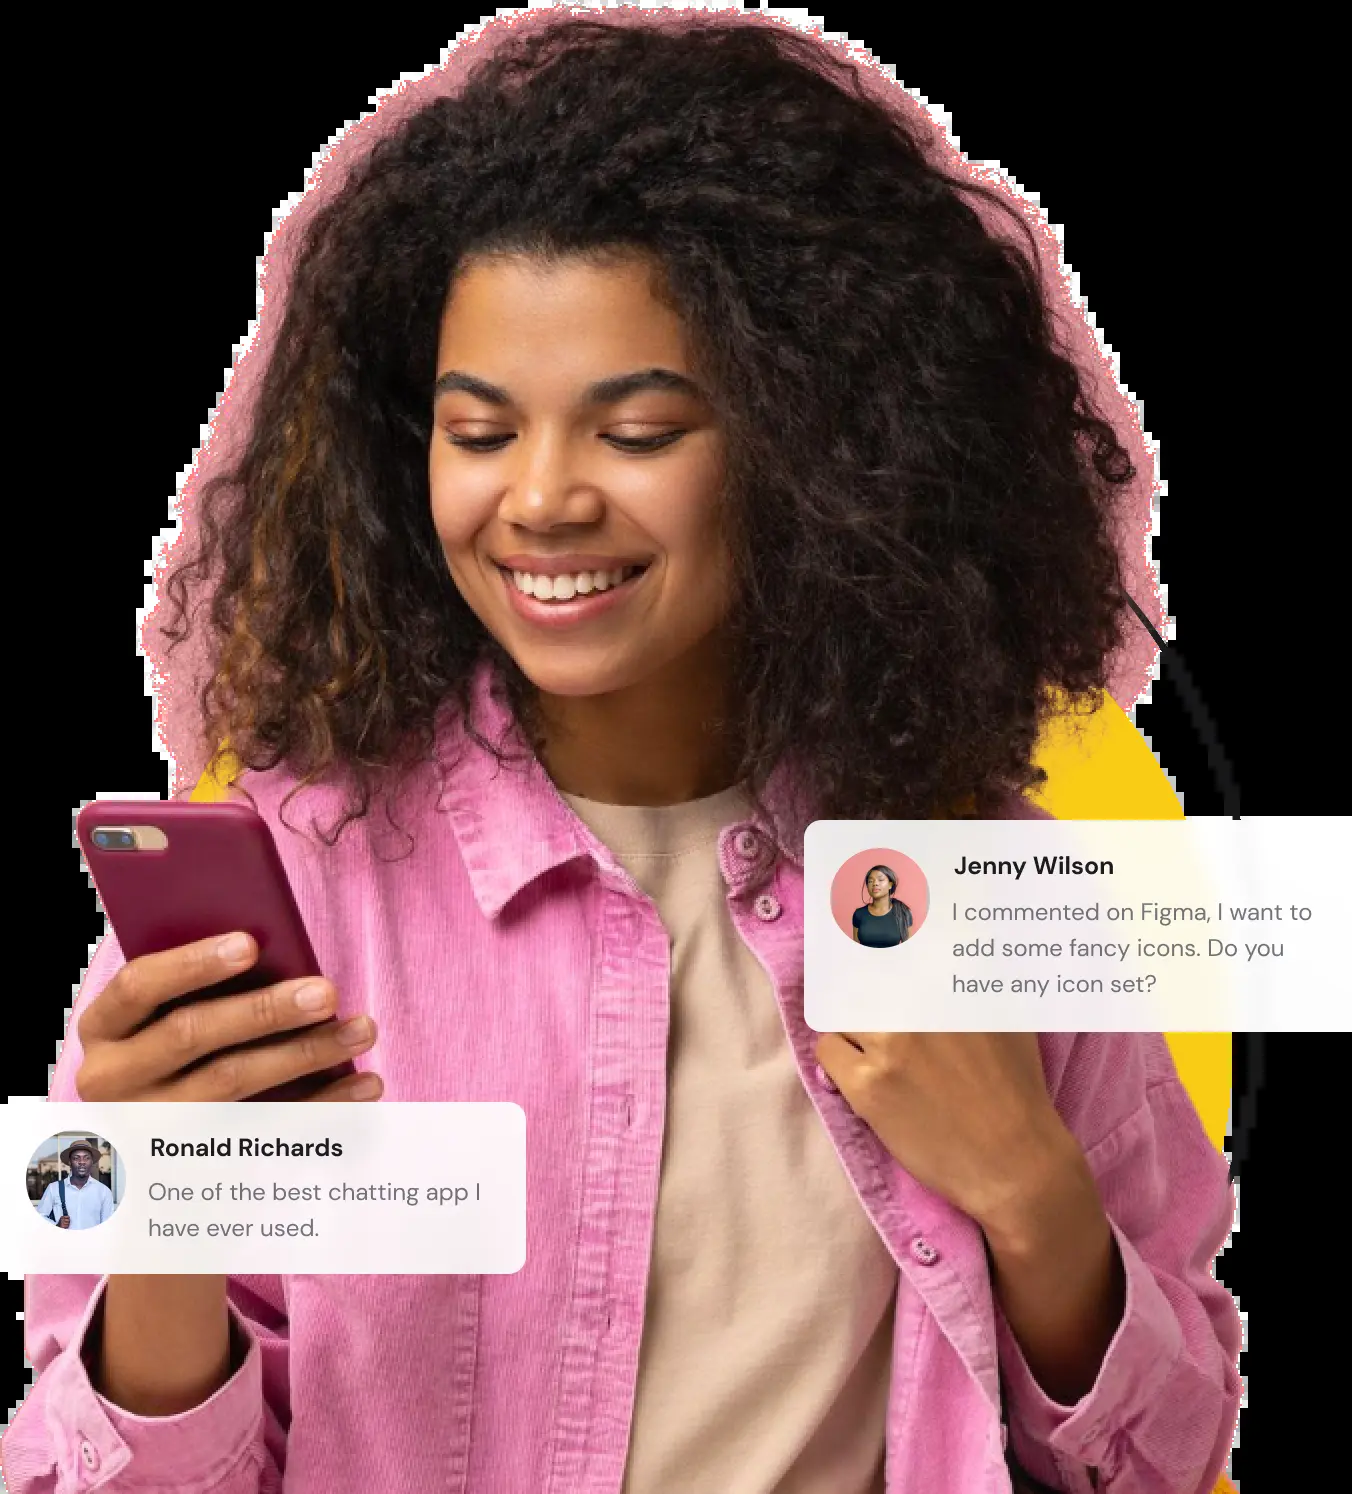 Jenny Wilson
I commented on Figma, I want to
add some fancy icons. Do you
have any icon set?
Ronald Richards
One of the best chatting app I
have ever used.